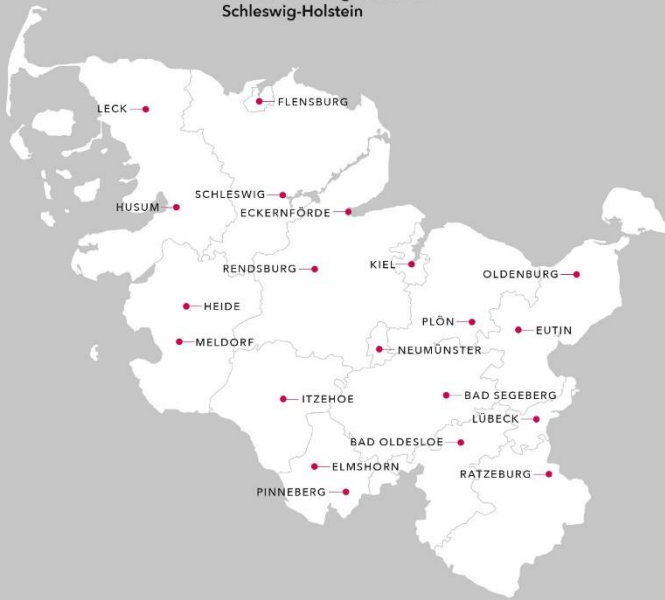 Schleswig-Holstein
FLENSBURG
LECK
SCHLESWIG
HUSUM
ECKERNFÖRDE
KIEL
RENDSBURG
OLDENBURG
HEIDE
PLÖN
EUTIN
MELDORF
NEUMÜNSTER
BAD SEGEBERG
ITZEHOE
LÜBECK
BAD OLDESLOE
ELMSHORN
RATZEBURG
PINNEBERG